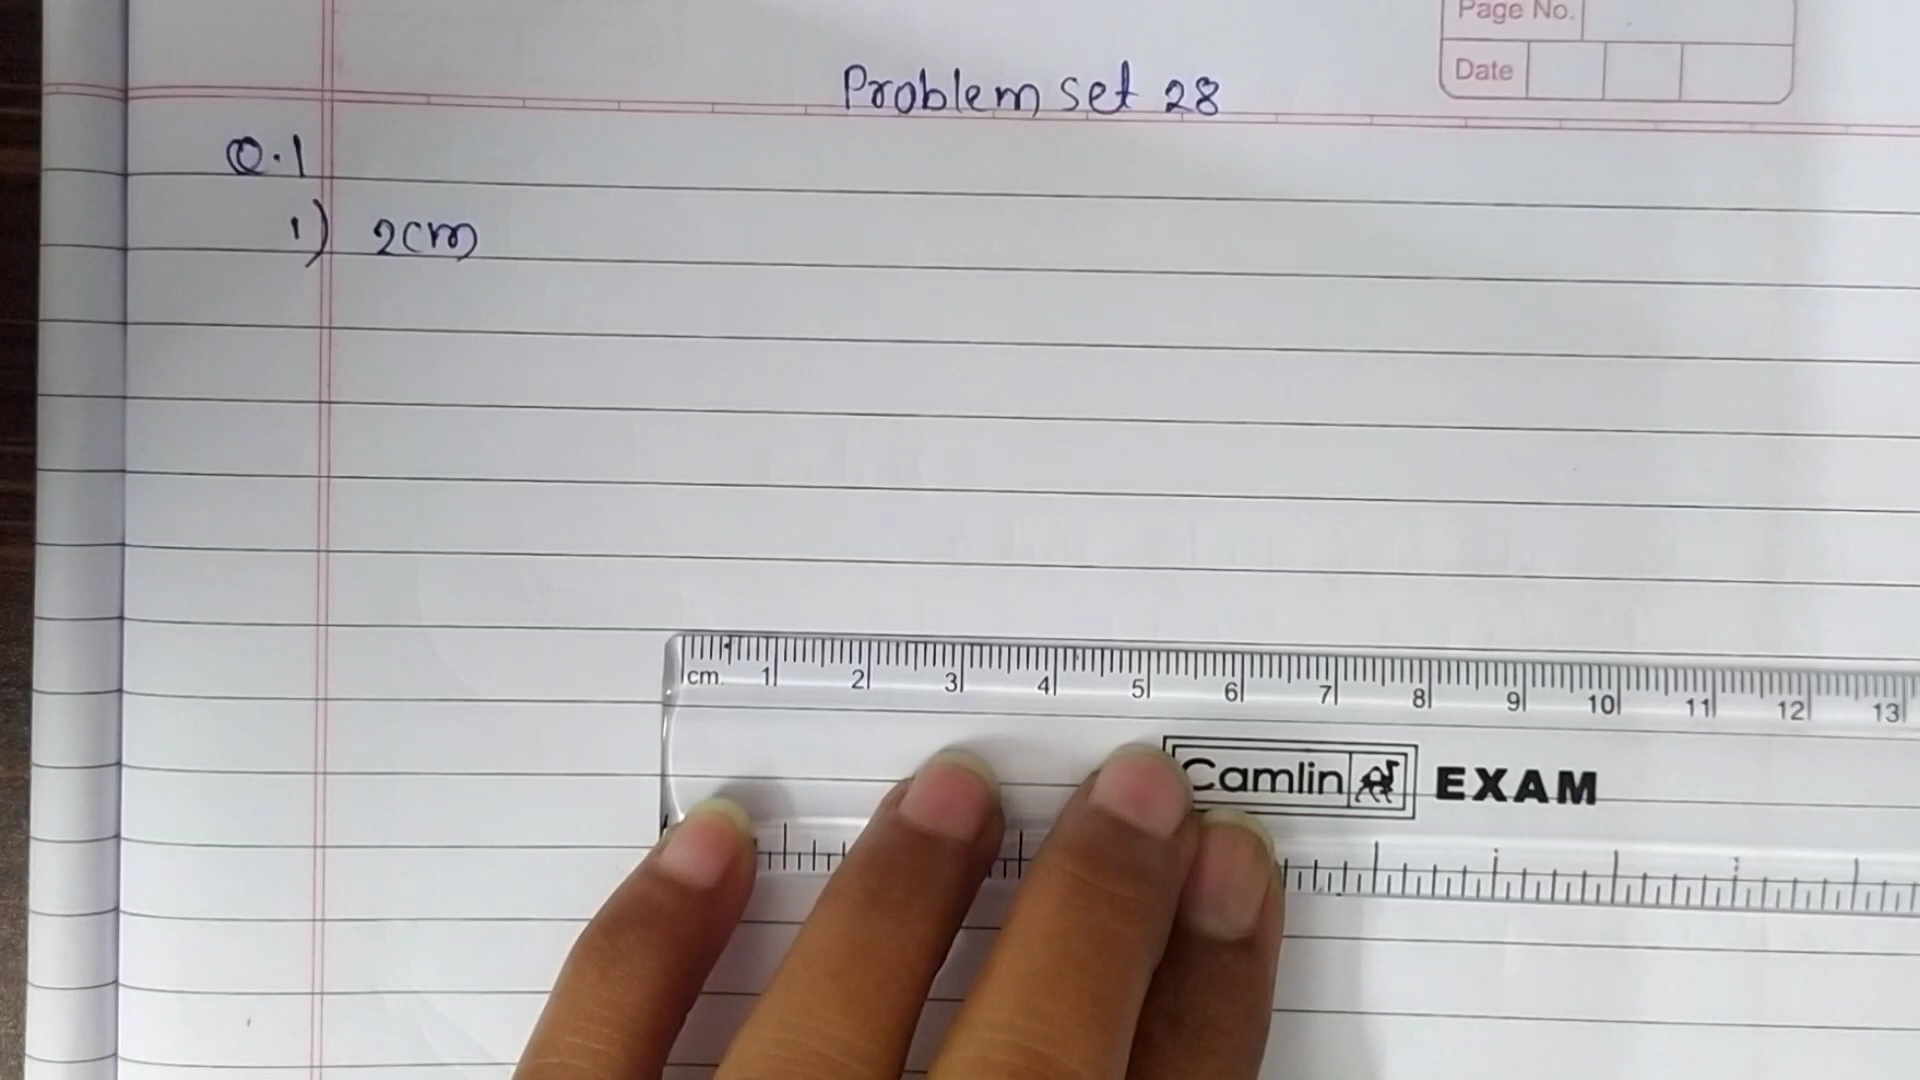 Page No.
Date
Problem set 28
Q.1
1) 2cm
cm. 1 2 3 4 5 6 7 8 9 10 11 12 13
Camlin EXAM